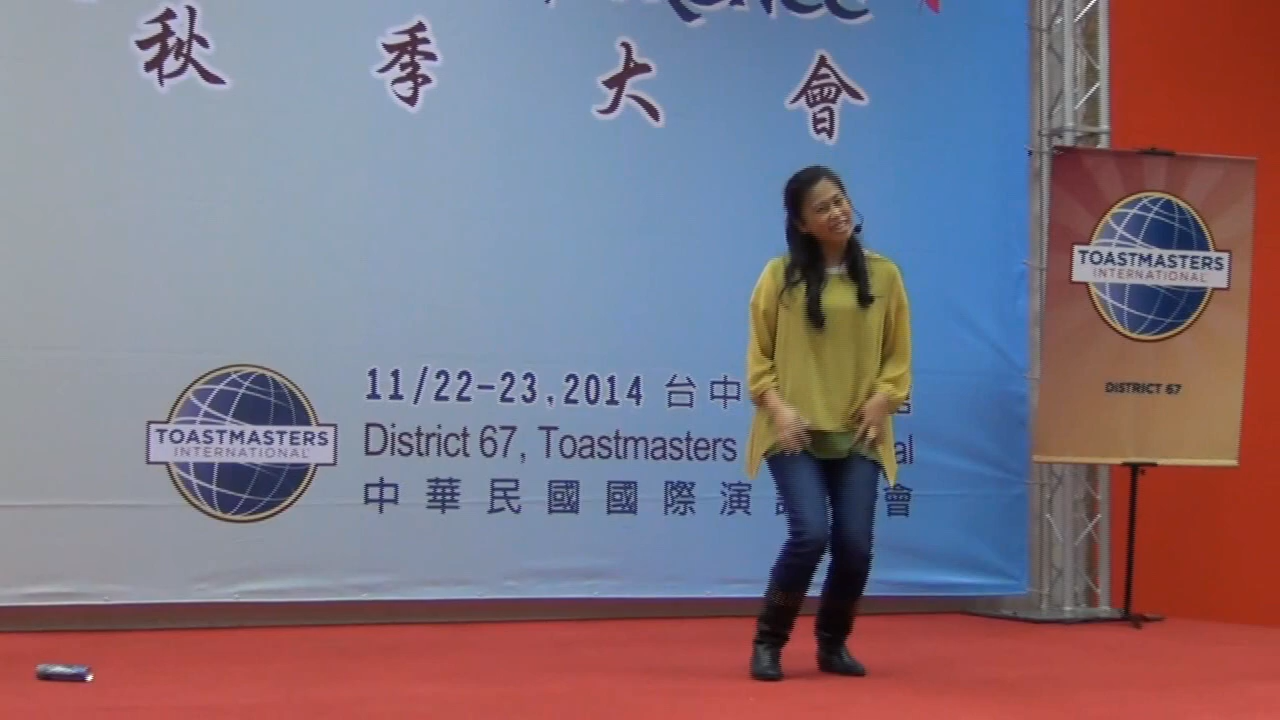 秋季大會
TOASTMASTERS
INTERNATIONAL
DISTRICT 67
TOASTMASTERS
INTERNATIONAL
11/22-23,2014 台中
District 67, Toastmasters
中華民國國際演 會